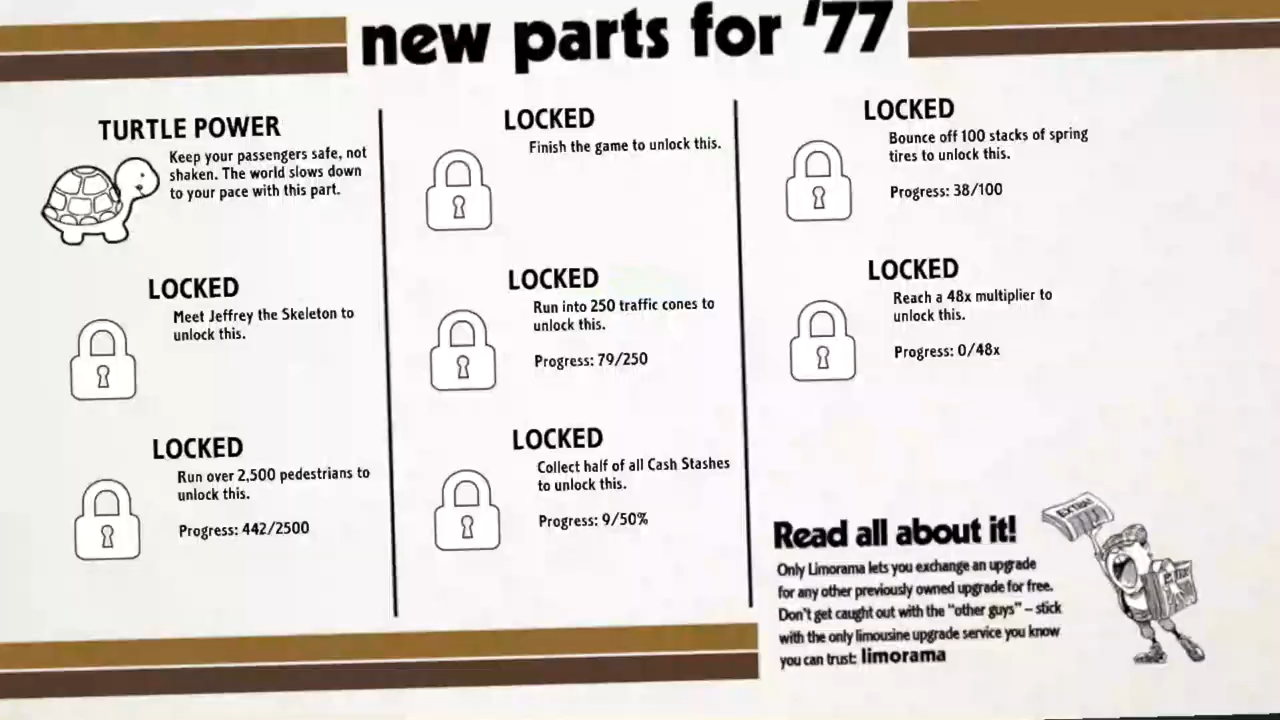 new parts for '77
TURTLE POWER
Keep your passengers safe, not
shaken. The world slows down
to your pace with this part.
LOCKED
Meet Jeffrey the Skeleton to
unlock this.
LOCKED
Run over 2,500 pedestrians to
unlock this.
Progress: 442/2500
LOCKED
Finish the game to unlock this.
LOCKED
Run into 250 traffic cones to
unlock this.
Progress: 79/250
LOCKED
Collect half of all Cash Stashes
to unlock this.
Progress: 9/50%
LOCKED
Bounce off 100 stacks of spring
tires to unlock this.
Progress: 38/100
LOCKED
Reach a 48x multiplier to
unlock this.
Progress: 0/48x
Read all about it!
Only Limorama lets you exchange an upgrade
for any other previously owned upgrade for free.
Don't get caught out with the "other guys" – stick
with the only limousine upgrade service you know
you can trust: limorama
EXTRA!